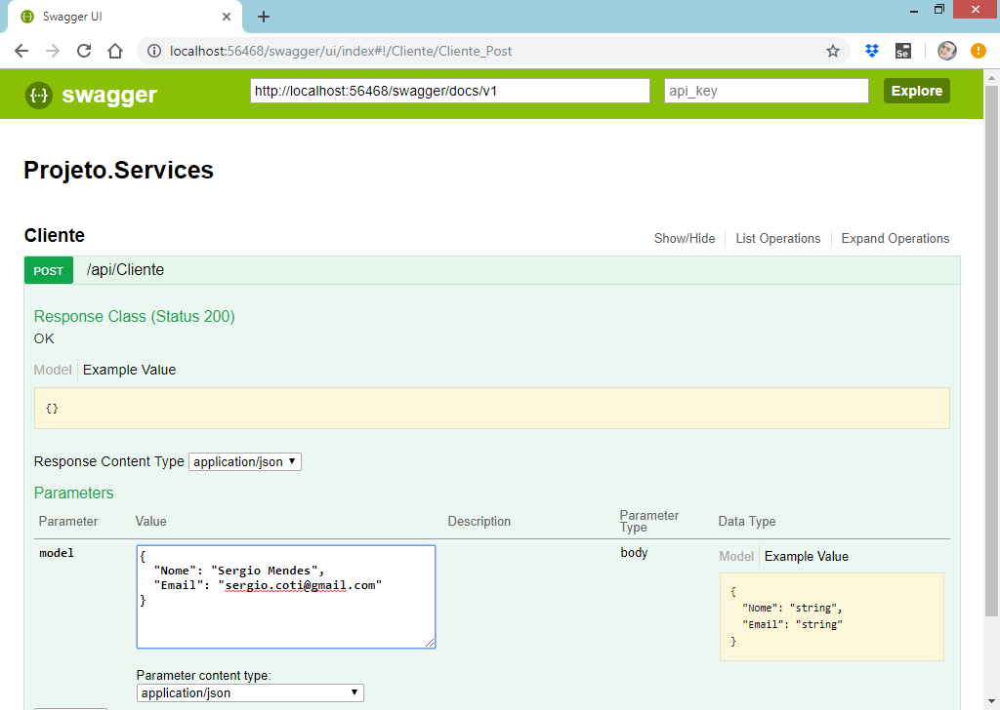 Swagger UI
localhost:56468/swagger/ui/index#!/Cliente/Cliente_Post
Se
{··} swagger
http://localhost:56468/swagger/docs/v1
api_key
Explore
Projeto.Services
Cliente
Show/Hide
List Operations
Expand Operations
POST /api/Cliente
Response Class (Status 200)
OK
Model Example Value
{}
Response Content Type application/json
Parameters
Parameter Value Description Parameter Type Data Type
model
{
"Nome": "Sergio Mendes",
"Email": "sergio.coti@gmail.com"
}
body
Model Example Value
{
"Nome": "string",
"Email": "string"
}
Parameter content type:
application/json